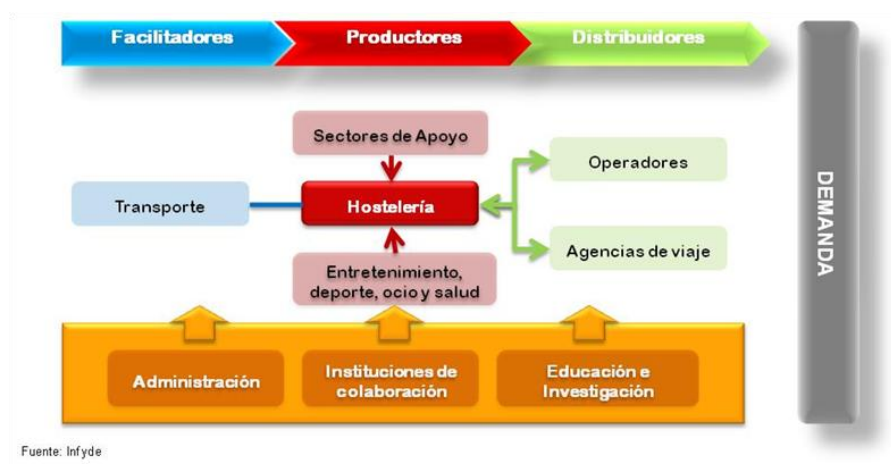 Facilitadores
Productores
Distribuidores
Sectores de Apoyo
Operadores
Transporte
Hostelería
Agencias de viaje
Entretenimiento,
deporte, ocio y salud
Administración
Instituciones de
colaboración
Educación e
Investigación
DEMANDA
Fuente: Infyde